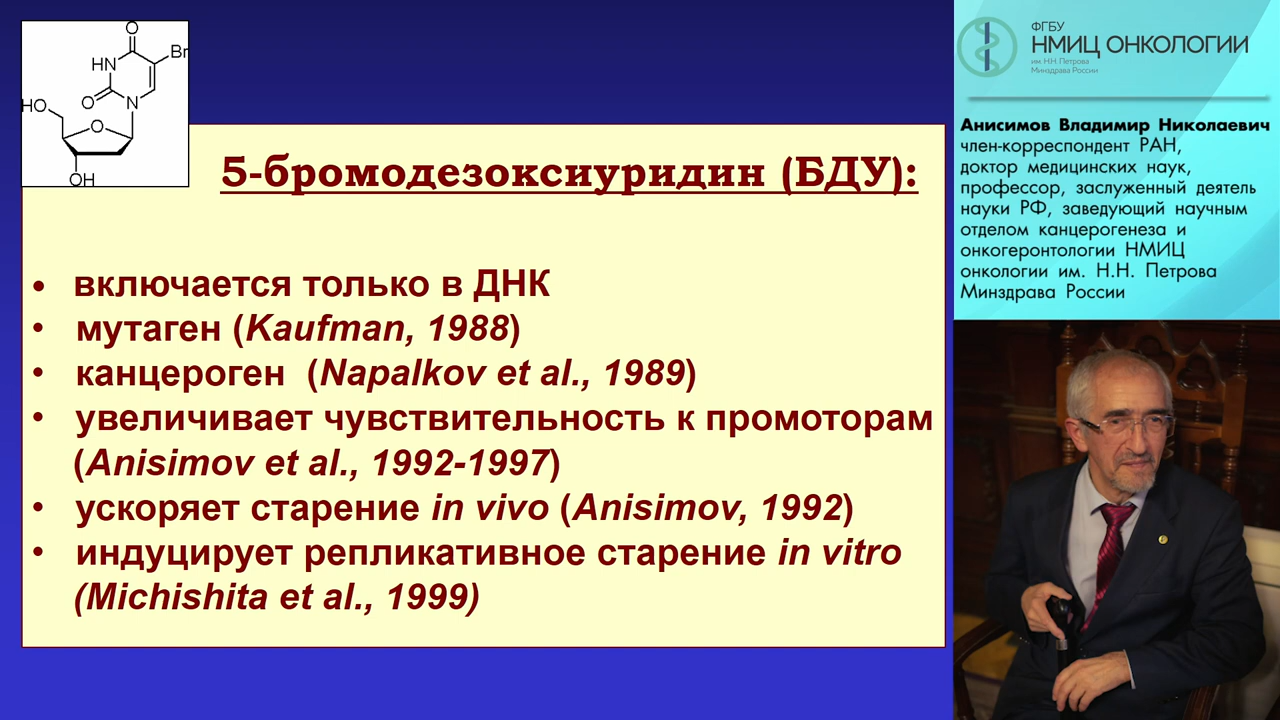 O
Br
HN
O
N
HO
O
OH
5-бромодезоксиуридин (БДУ):
• включается только в ДНК
• мутаген (Kaufman, 1988)
• канцероген (Napalkov et al., 1989)
• увеличивает чувствительность к промоторам
(Anisimov et al., 1992-1997)
• ускоряет старение in vivo (Anisimov, 1992)
• индуцирует репликативное старение in vitro
(Michishita et al., 1999)
ФГБУ
НМИЦ ОНКОЛОГИИ
им. Н.Н. Петрова
Минздрава России
Анисимов Владимир Николаевич
член-корреспондент РАН,
доктор медицинских наук,
профессор, заслуженный деятель
науки РФ, заведующий научным
отделом канцерогенеза и
онкогеронтологии НМИЦ
онкологии им. Н.Н. Петрова
Минздрава России